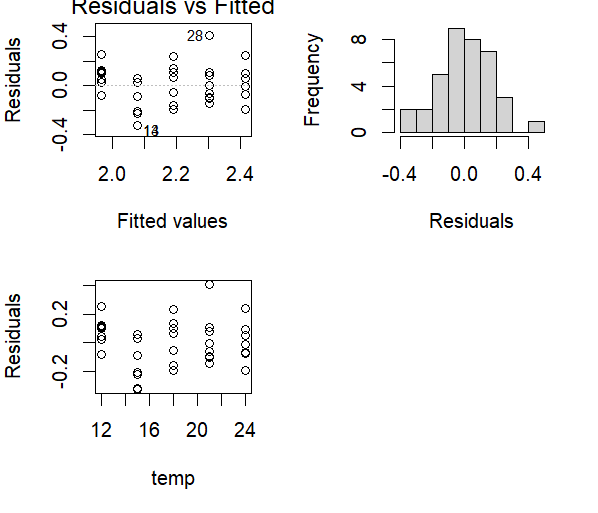 Residuals vs Fitted
Residuals
-0.4 0.0 0.4
28
2.0 2.2 2.4
Fitted values
Frequency
0 4 8
-0.4 0.0 0.4
Residuals
Residuals
-0.2 0.2
12 16 20 24
temp